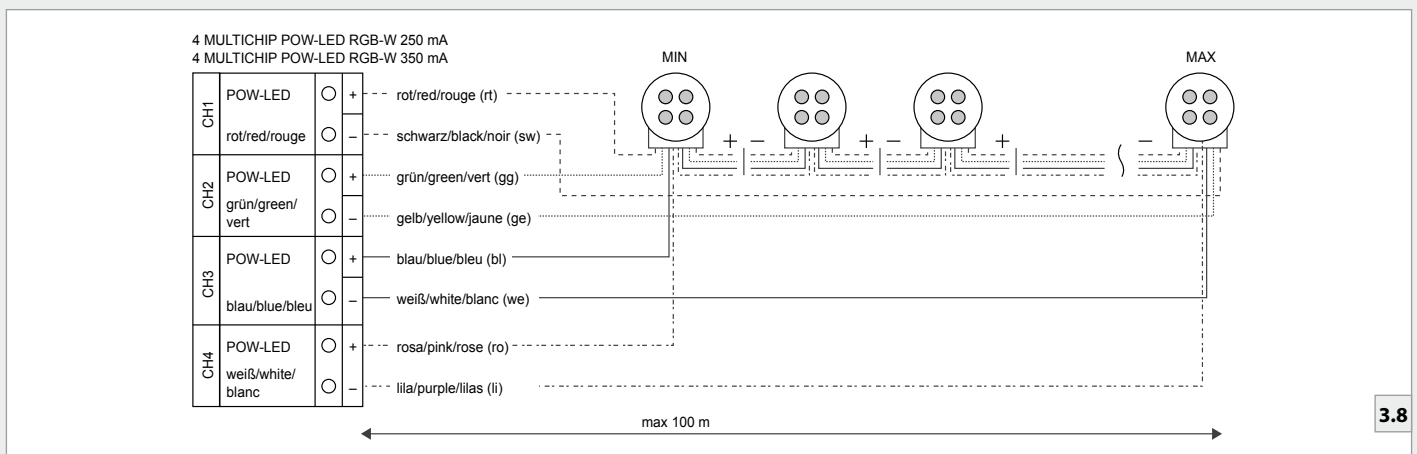 4 MULTICHIP POW-LED RGB-W 250 mA
4 MULTICHIP POW-LED RGB-W 350 mA
MIN
MAX
CH1
POW-LED
+
rot/red/rouge (rt)
rot/red/rouge
–
schwarz/black/noir (sw)
+ –
+ –
+
–
CH2
POW-LED
+
grün/green/vert (gg)
grün/green/
vert
–
gelb/yellow/jaune (ge)
CH3
POW-LED
+
blau/blue/bleu (bl)
blau/blue/bleu
–
weiß/white/blanc (we)
CH4
POW-LED
+
rosa/pink/rose (ro)
weiß/white/
blanc
–
lila/purple/lilas (li)
max 100 m
3.8